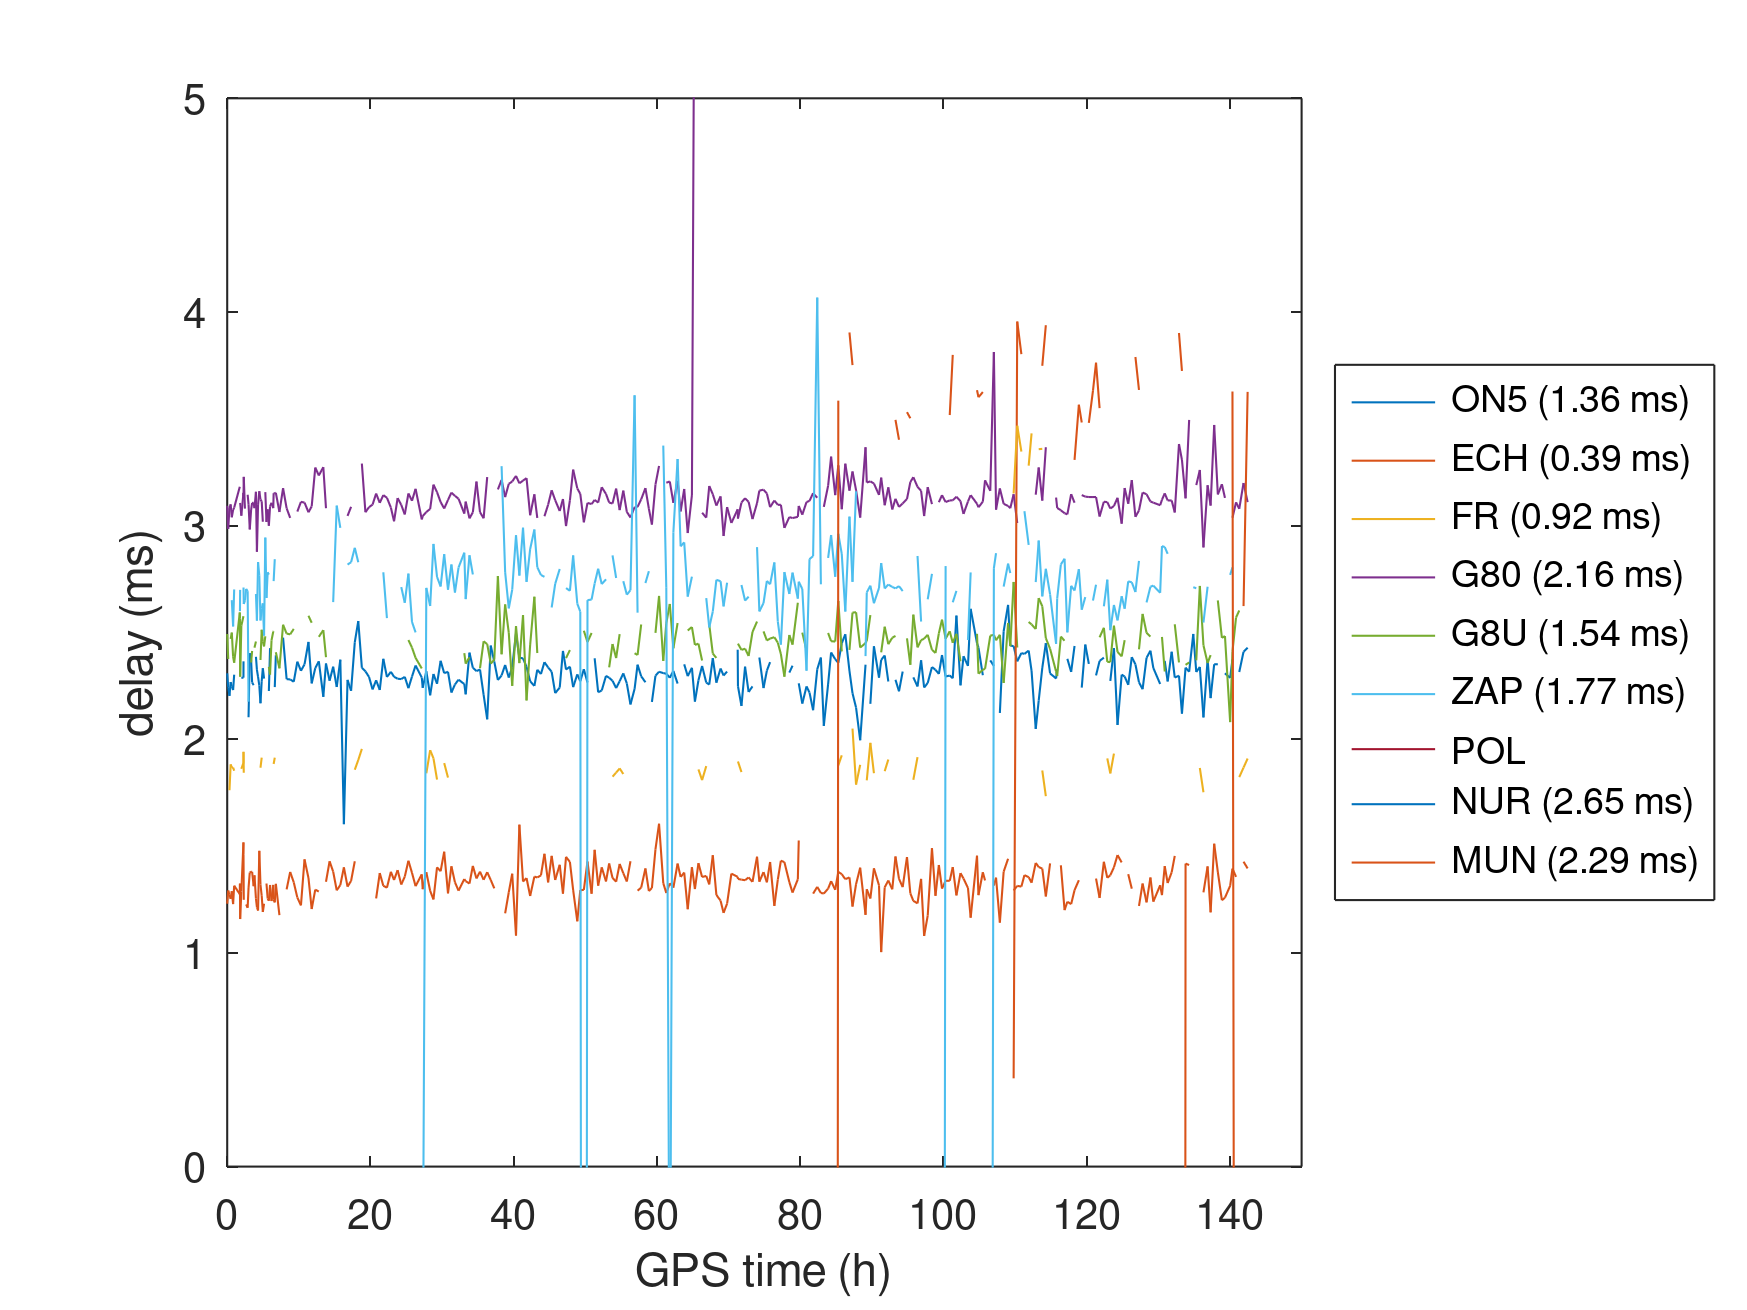 5
4
3
2
1
0
delay (ms)
0 20 40 60 80 100 120 140
GPS time (h)
ON5 (1.36 ms)
ECH (0.39 ms)
FR (0.92 ms)
G80 (2.16 ms)
G8U (1.54 ms)
ZAP (1.77 ms)
POL
NUR (2.65 ms)
MUN (2.29 ms)